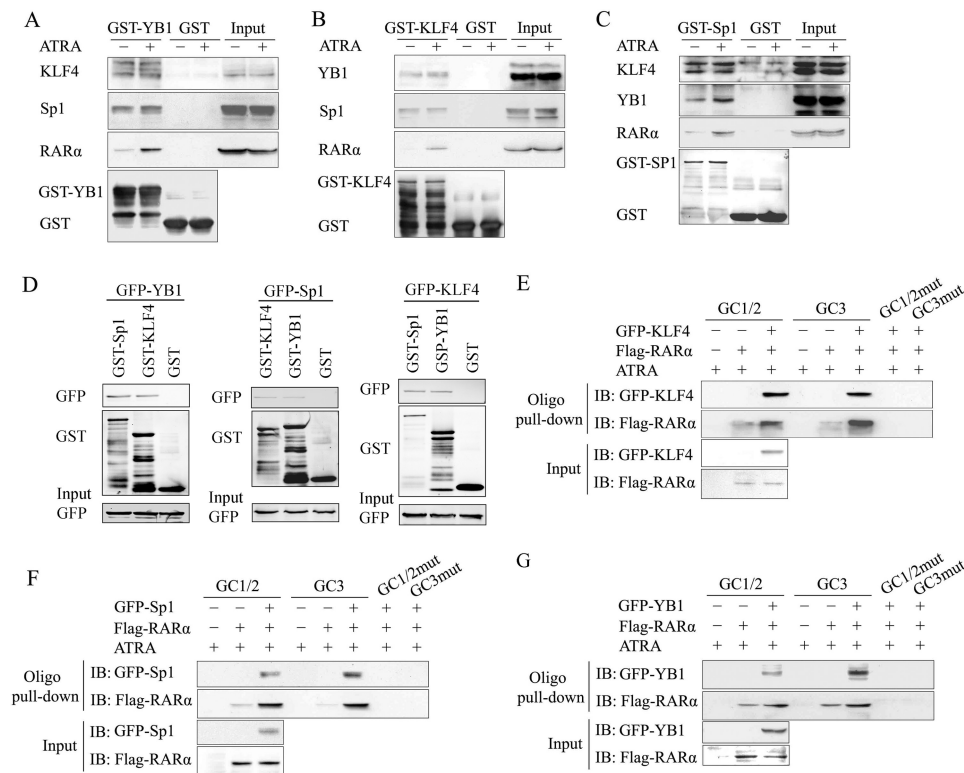 A
GST-YB1 GST Input
ATRA − + − + − +
KLF4
Sp1
RARα
GST-YB1
GST
B
GST-KLF4 GST Input
ATRA − + − + − +
YB1
Sp1
RARα
GST-KLF4
GST
C
GST-Sp1 GST Input
ATRA − + − + − +
KLF4
YB1
RARα
GST-SP1
GST
D
GFP-YB1
GST-Sp1
GST-KLF4
GST
GFP
GST
Input
GFP
GFP-Sp1
GST-KLF4
GST-YB1
GST
GFP
GST
Input
GFP
GFP-KLF4
GST-Sp1
GSP-YB1
GST
GFP
GST
Input
GFP
E
GC1/2 GC3 GC1/2mut GC3mut
GFP-KLF4 − − + − − + + +
Flag-RARα − + + − + + + +
ATRA + + + + + + + +
Oligo pull-down
IB: GFP-KLF4
IB: Flag-RARα
Input
IB: GFP-KLF4
IB: Flag-RARα
F
GC1/2 GC3 GC1/2mut GC3mut
GFP-Sp1 − − + − − + + +
Flag-RARα − + + − + + + +
ATRA + + + + + + + +
Oligo pull-down
IB: GFP-Sp1
IB: Flag-RARα
Input
IB: GFP-Sp1
IB: Flag-RARα
G
GC1/2 GC3 GC1/2mut GC3mut
GFP-YB1 − − + − − + + +
Flag-RARα − + + − + + + +
ATRA + + + + + + + +
Oligo pull-down
IB: GFP-YB1
IB: Flag-RARα
Input
IB: GFP-YB1
IB: Flag-RARα